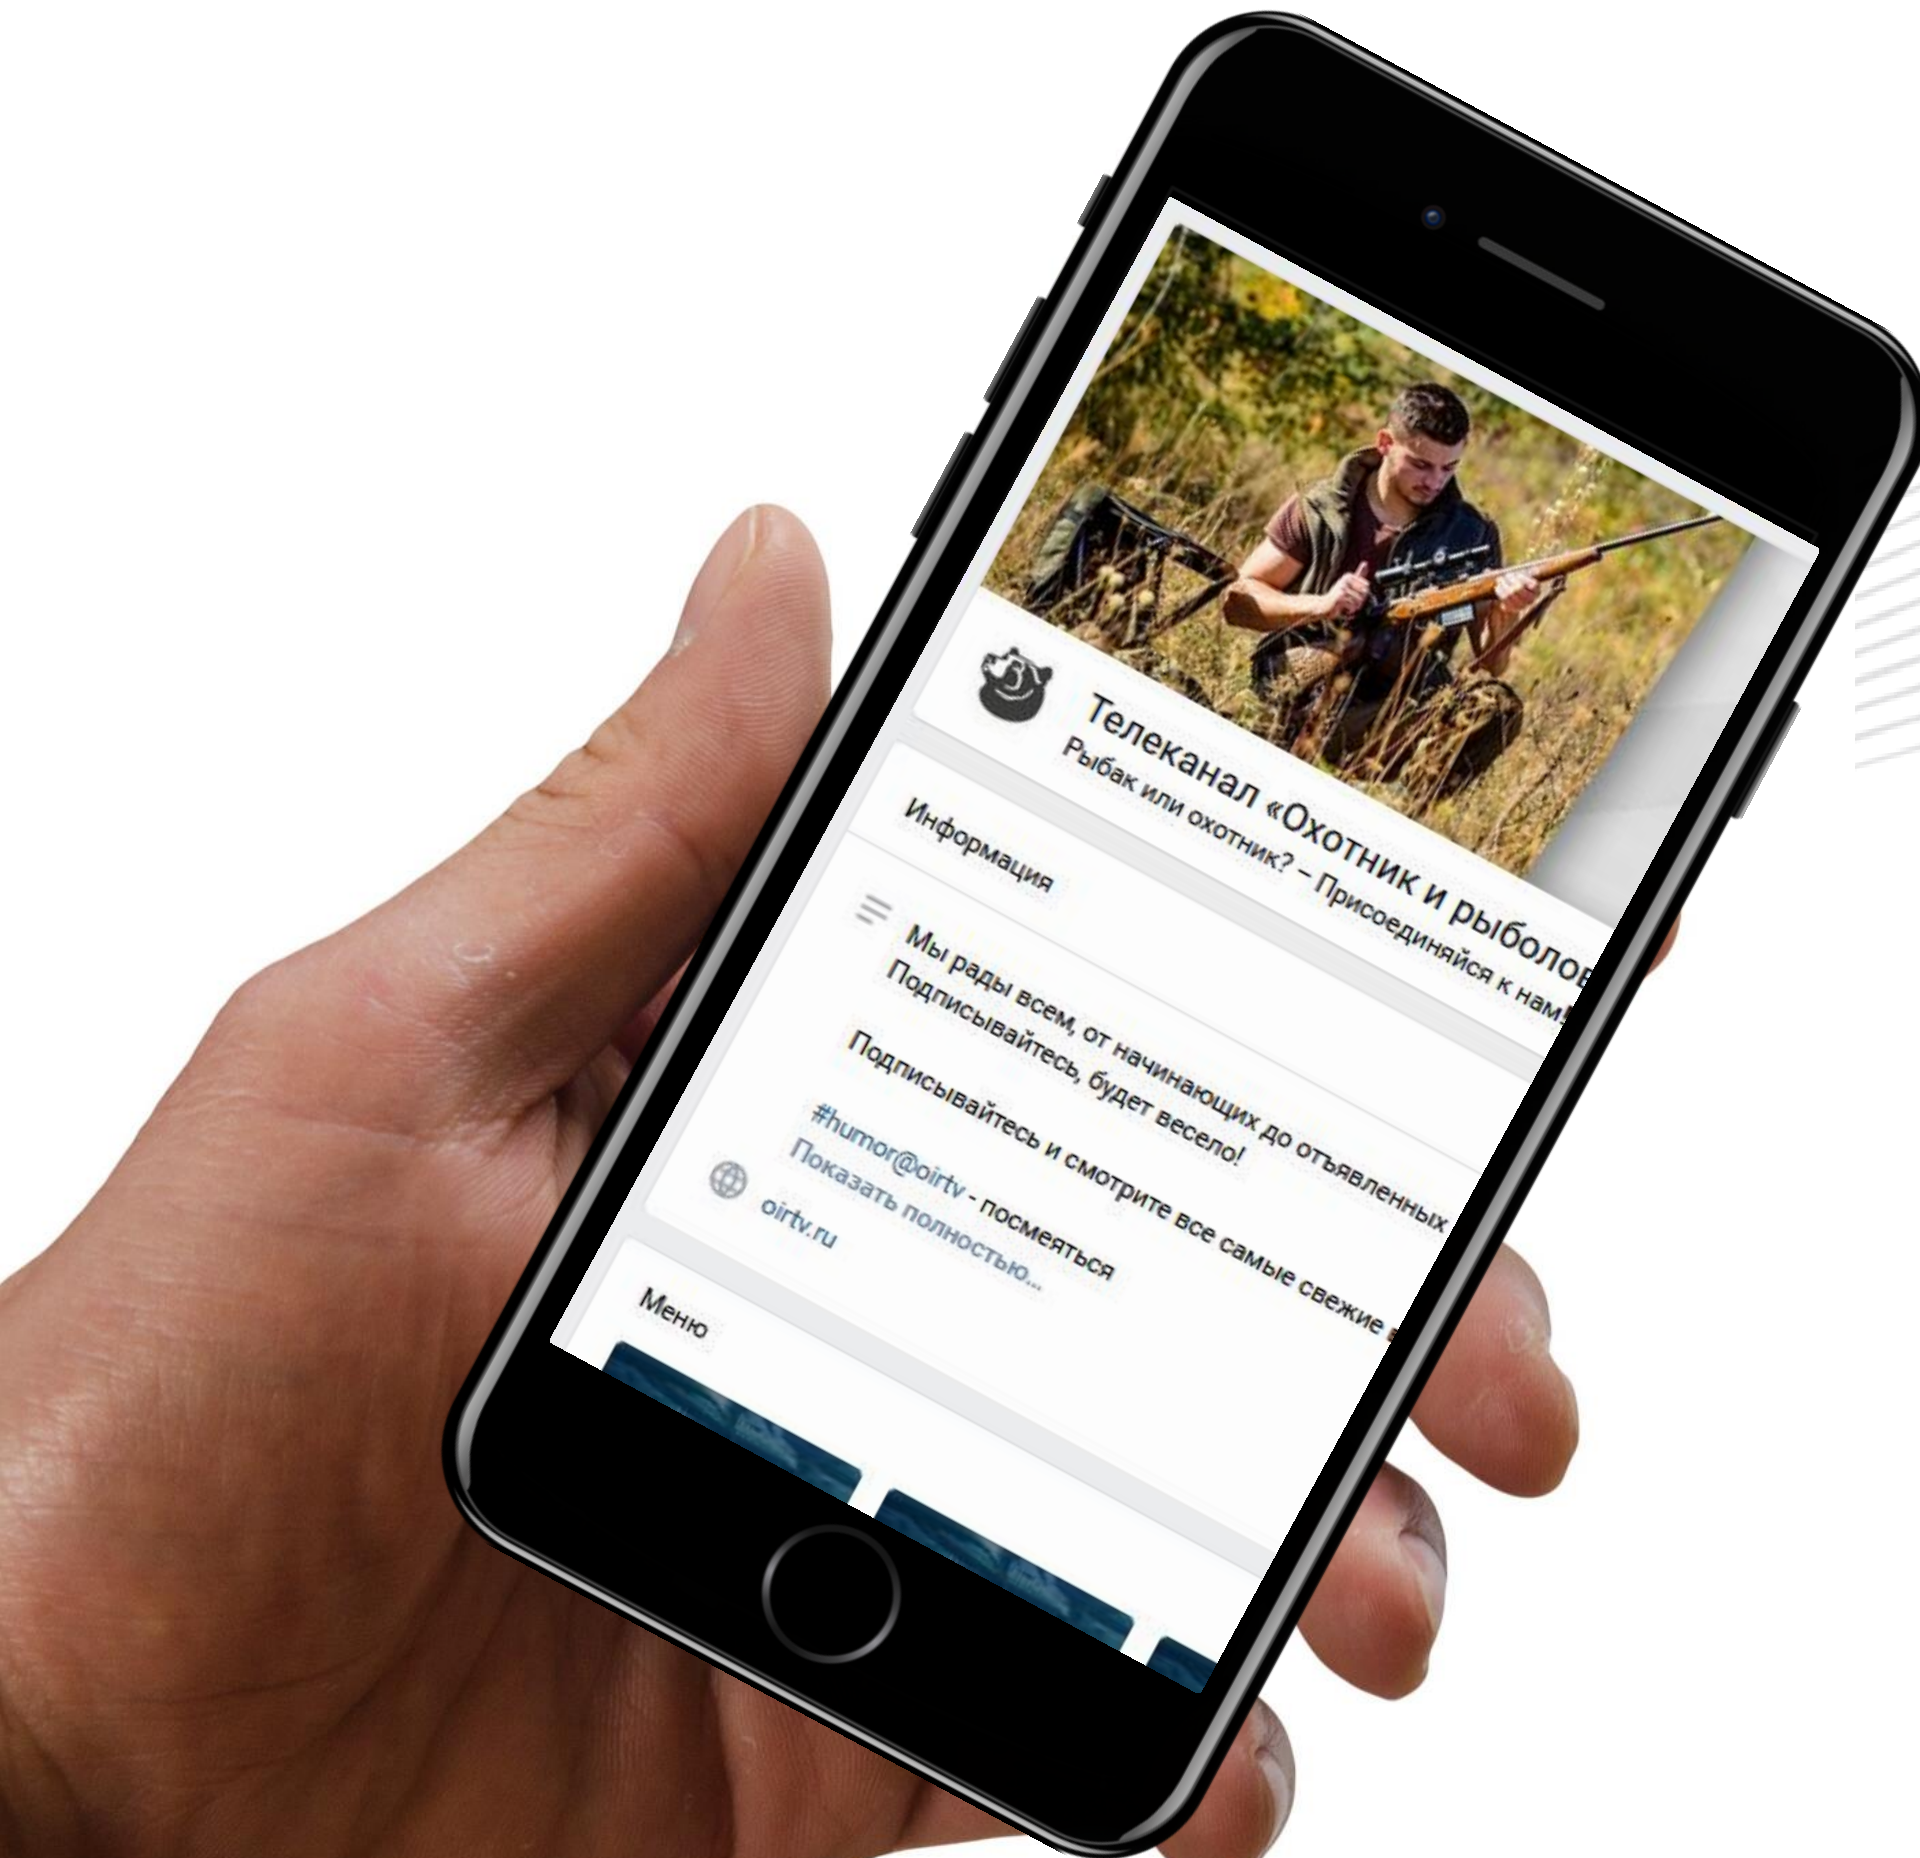 Телеканал «Охотник и рыболов
Рыбак или охотник? – Присоединяйся к нам!
Информация
Мы рады всем, от начинающих до отъявленных
Подписывайтесь, будет весело!
Подписывайтесь и смотрите все самые свежие
#humor@oirtv - посмеяться
Показать полностью...
oirtv.ru
Меню